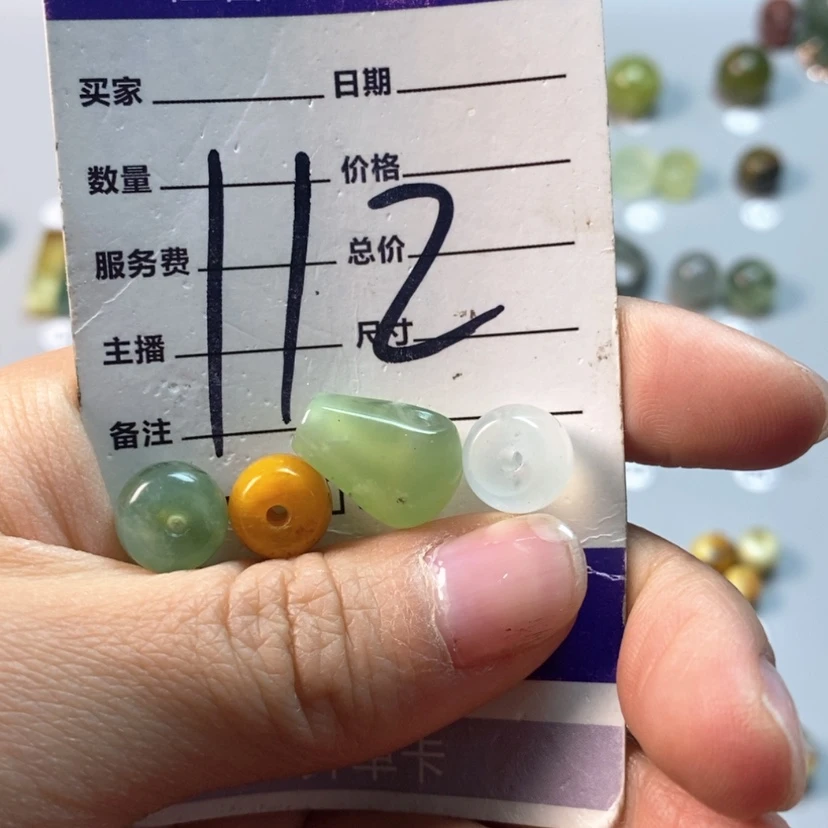 买家 日期
数量 价格
服务费 总价
112
主播 尺寸
备注